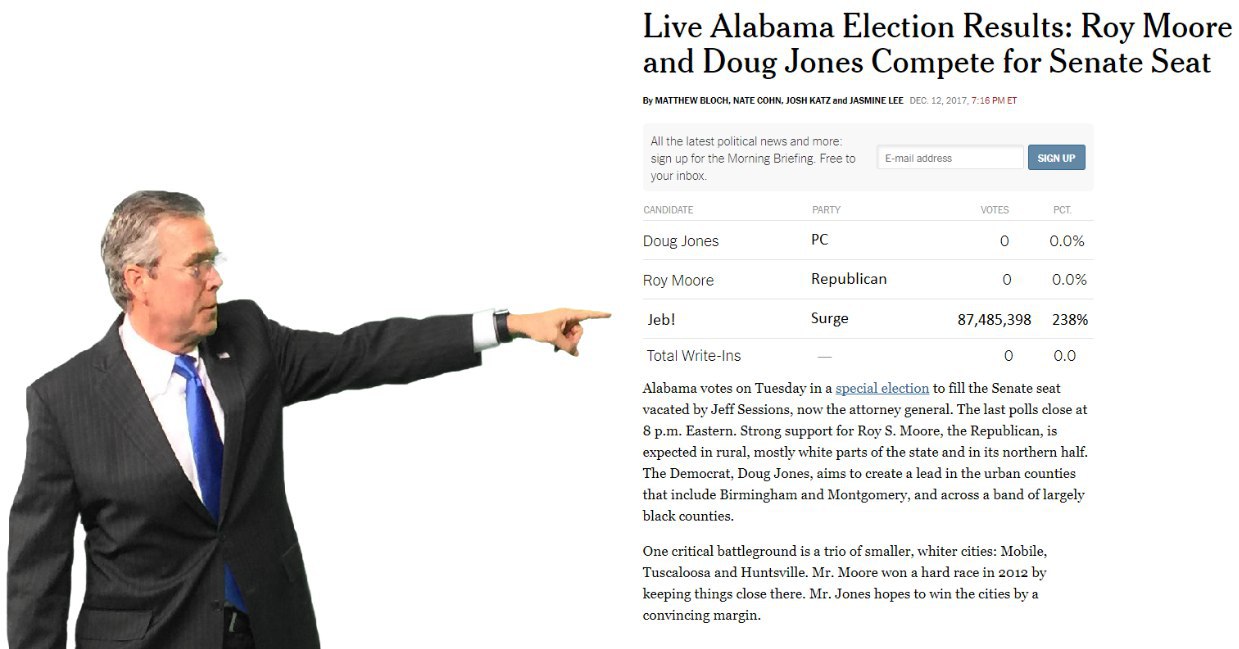 Live Alabama Election Results: Roy Moore
and Doug Jones Compete for Senate Seat
By MATTHEW BLOCH, NATE COHN, JOSH KATZ and JASMINE LEE DEC. 12, 2017, 7:16 PM ET
All the latest political news and more:
sign up for the Morning Briefing. Free to
your inbox.
E-mail address
SIGN UP
CANDIDATE PARTY VOTES PCT.
Doug Jones PC 0 0.0%
Roy Moore Republican 0 0.0%
Jeb! Surge 87,485,398 238%
Total Write-Ins — 0 0.0
Alabama votes on Tuesday in a special election to fill the Senate seat
vacated by Jeff Sessions, now the attorney general. The last polls close at
8 p.m. Eastern. Strong support for Roy S. Moore, the Republican, is
expected in rural, mostly white parts of the state and in its northern half.
The Democrat, Doug Jones, aims to create a lead in the urban counties
that include Birmingham and Montgomery, and across a band of largely
black counties.
One critical battleground is a trio of smaller, whiter cities: Mobile,
Tuscaloosa and Huntsville. Mr. Moore won a hard race in 2012 by
keeping things close there. Mr. Jones hopes to win the cities by a
convincing margin.